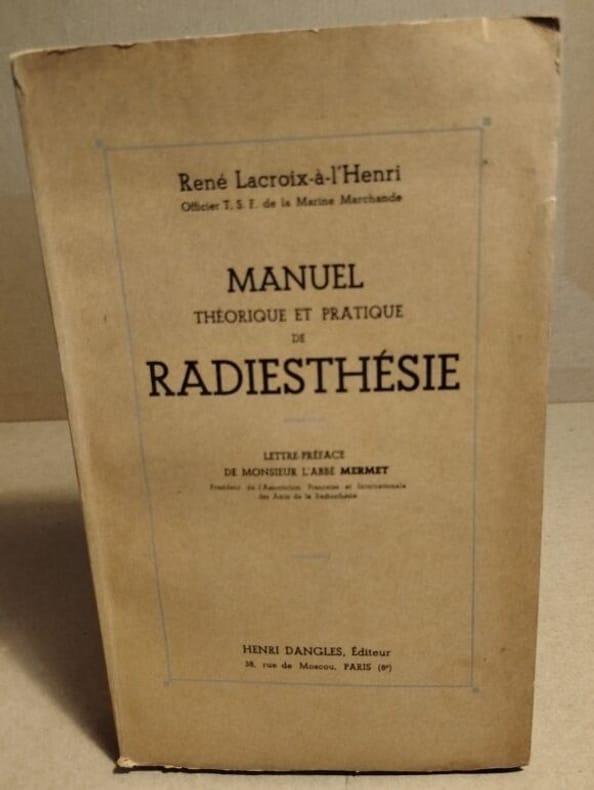 René Lacroix-à-l'Henri
Officier T. S. F. de la Marine Marchande
MANUEL
THÉORIQUE ET PRATIQUE
DE
RADIESTHÉSIE
LETTRE-PRÉFACE
DE MONSIEUR L'ABBÉ MERMET
Président de l'Association Française et Internationale
des Amis de la Radiesthésie
HENRI DANGLES, Éditeur
38, rue de Moscou, PARIS (8e)